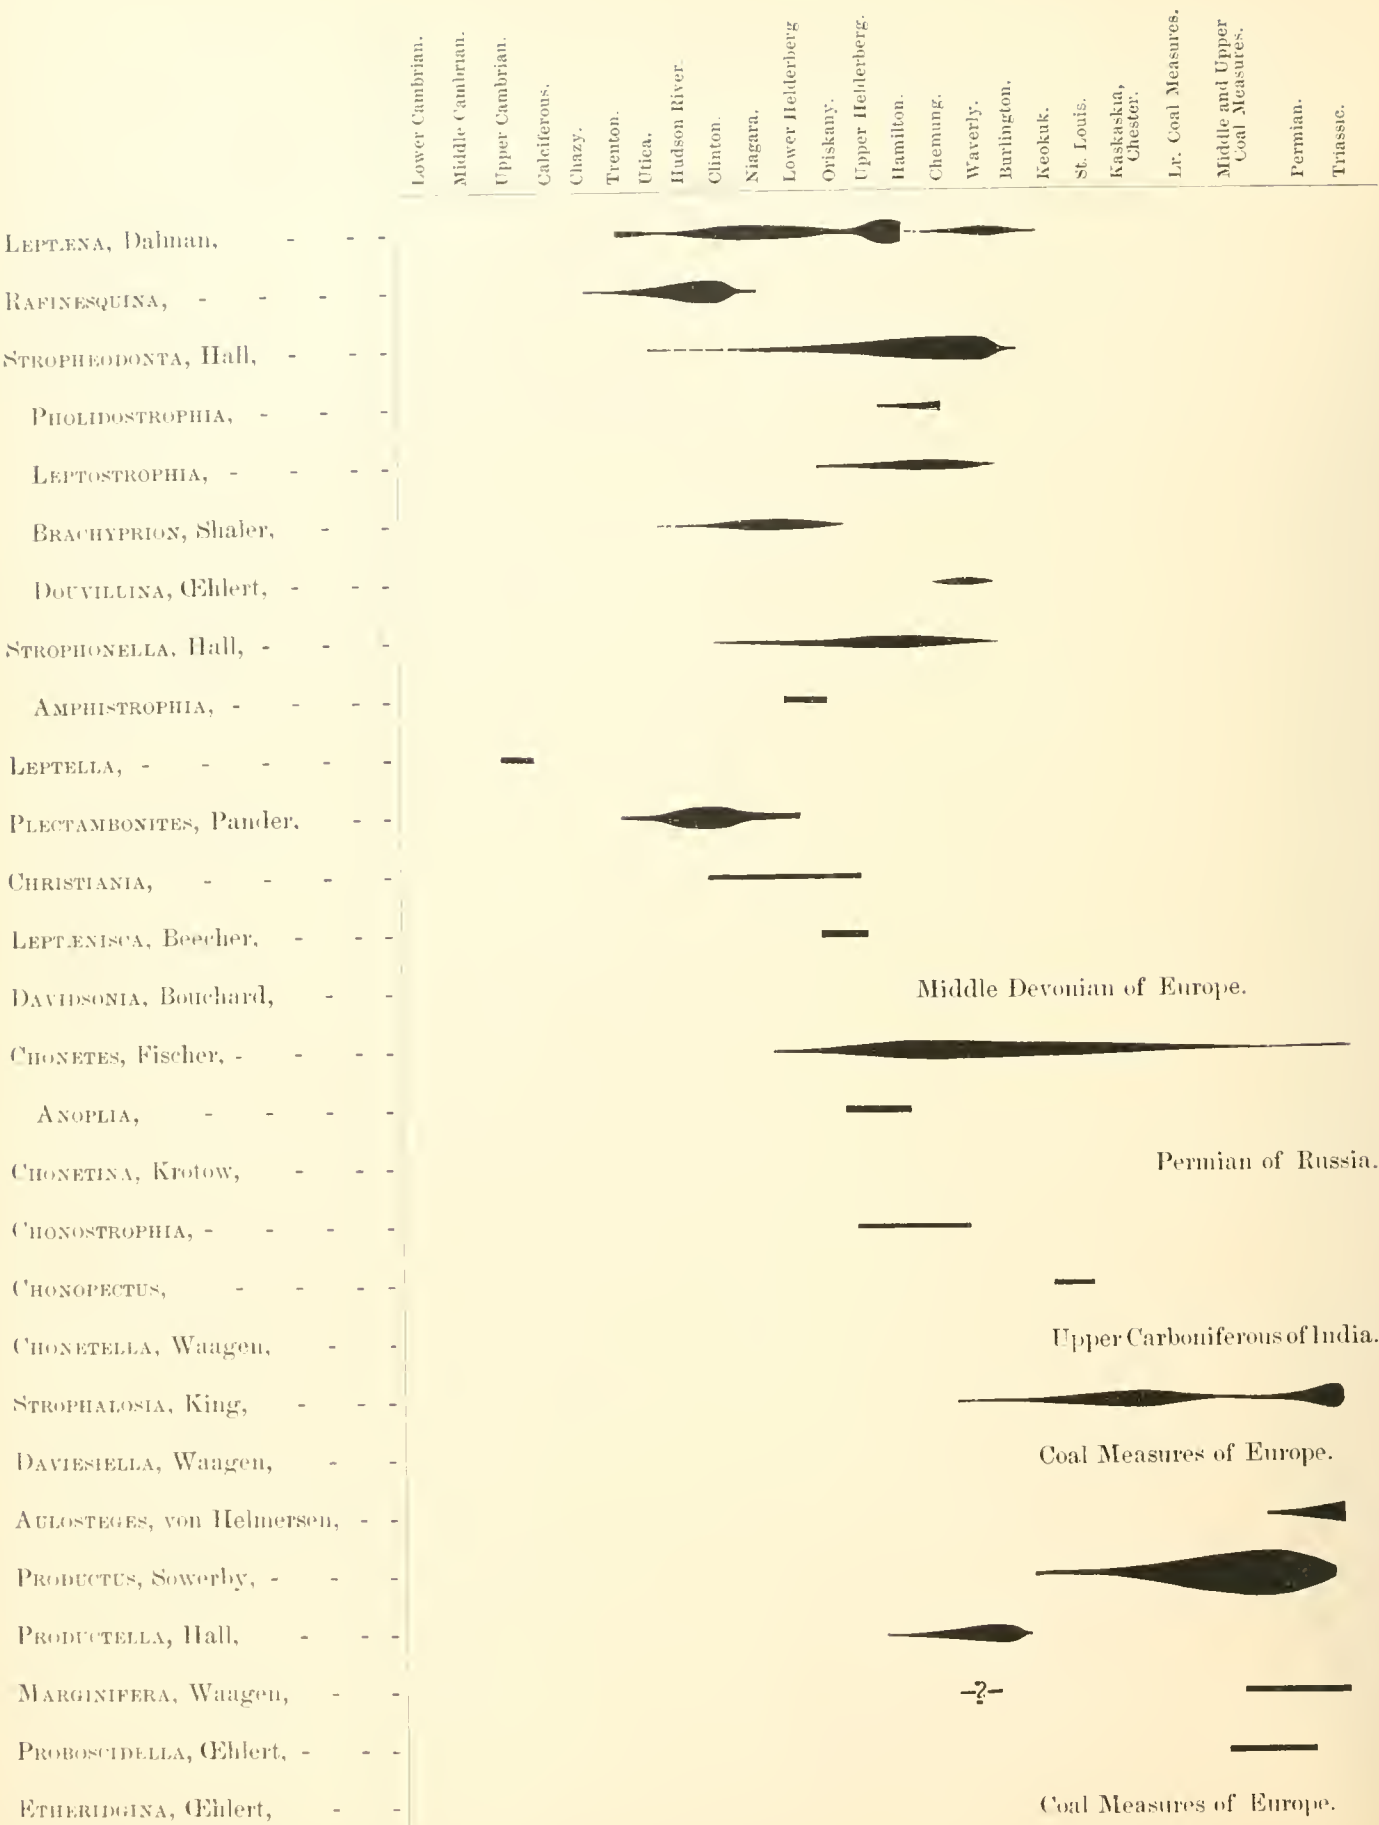 Lower Cambrian.
Middle Cambrian.
Upper Cambrian.
Calciferous.
Chazy.
Trenton.
Utica.
Hudson River.
Clinton.
Niagara.
Lower Helderberg
Oriskany.
Upper Helderberg.
Hamilton.
Chemung.
Waverly.
Burlington.
Keokuk.
St. Louis.
Kaskaskia,
Chester.
Lr. Coal Measures.
Middle and Upper
Coal Measures.
Permian.
Triassic.
LEPTÆNA, Dalman, - - -
RAFINESQUINA, - - - -
STROPHEODONTA, Hall, - - -
PHOLIDOSTROPHIA, - - -
LEPTOSTROPHIA, - - - -
BRACHYPRION, Shaler, - -
DOUVILLINA, Œhlert, - - -
STROPHONELLA, Hall, - - -
AMPHISTROPHIA, - - - -
LEPTELLA, - - - - -
PLECTAMBONITES, Pander, - -
CHRISTIANIA, - - - -
LEPTÆNISCA, Beecher, - - -
DAVIDSONIA, Bouchard, - - Middle Devonian of Europe.
CHONETES, Fischer, - - - -
ANOPLIA, - - - -
CHONETINA, Krotow, - - - Permian of Russia.
CHONOSTROPHIA, - - - -
CHONOPECTUS, - - - -
CHONETELLA, Waagen, - - Upper Carboniferous of India.
STROPHALOSIA, King, - - -
DAVIESIELLA, Waagen, - - Coal Measures of Europe.
AULOSTEGES, von Helmersen, - -
PRODUCTUS, Sowerby, - - -
PRODUCTELLA, Hall, - - -
MARGINIFERA, Waagen, - - -?-
PROBOSCIDELLA, Œhlert, - - -
ETHERIDGINA, Œhlert, - - Coal Measures of Europe.